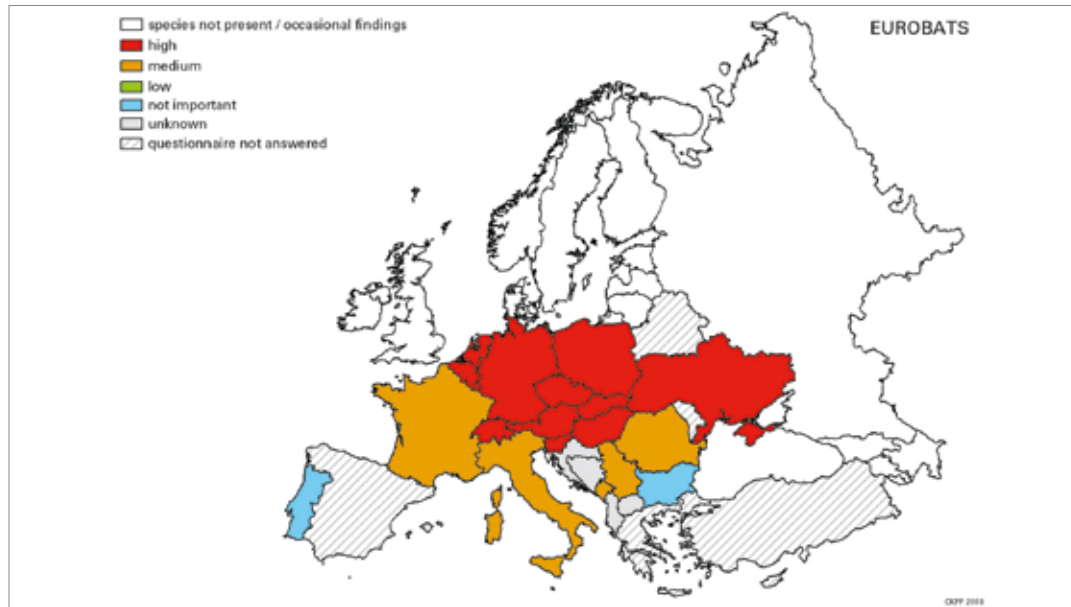 species not present / occasional findings
high
medium
low
not important
unknown
questionnaire not answered
EUROBATS